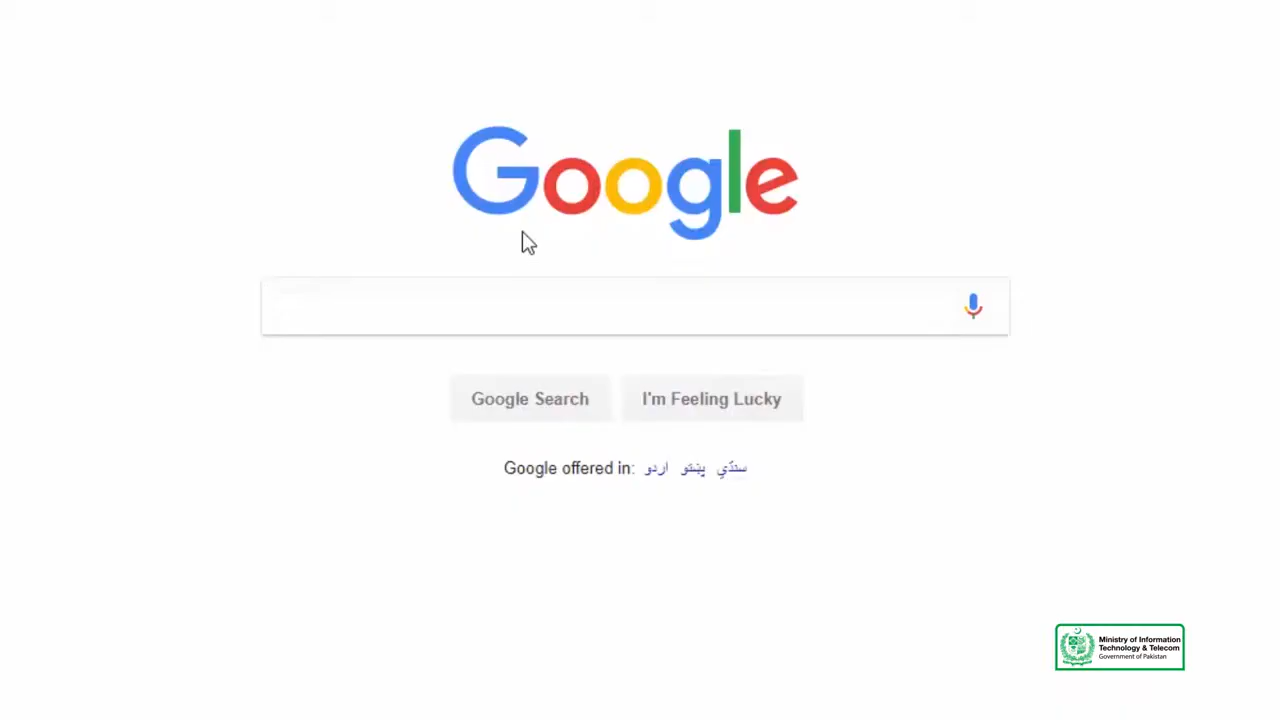 Google
Google Search
I'm Feeling Lucky
Google offered in: اردو پښتو سنڌي
Ministry of Information
Technology & Telecom
Government of Pakistan